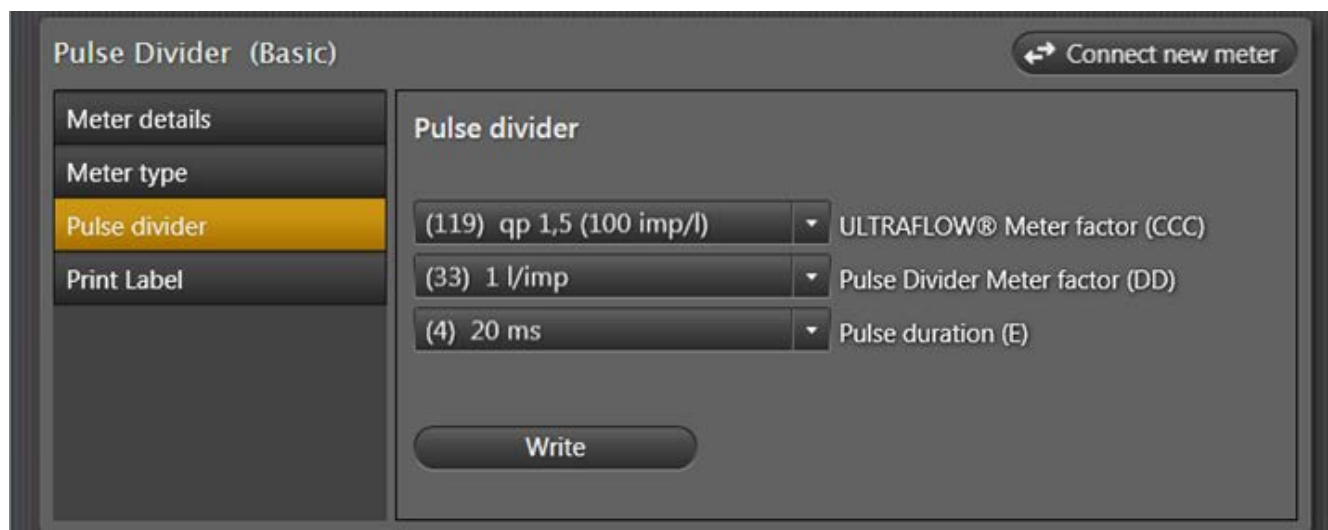 Pulse Divider (Basic)
Connect new meter
Meter details
Meter type
Pulse divider
Print Label
Pulse divider
(119) qp 1,5 (100 imp/l) ULTRAFLOW® Meter factor (CCC)
(33) 1 l/imp Pulse Divider Meter factor (DD)
(4) 20 ms Pulse duration (E)
Write